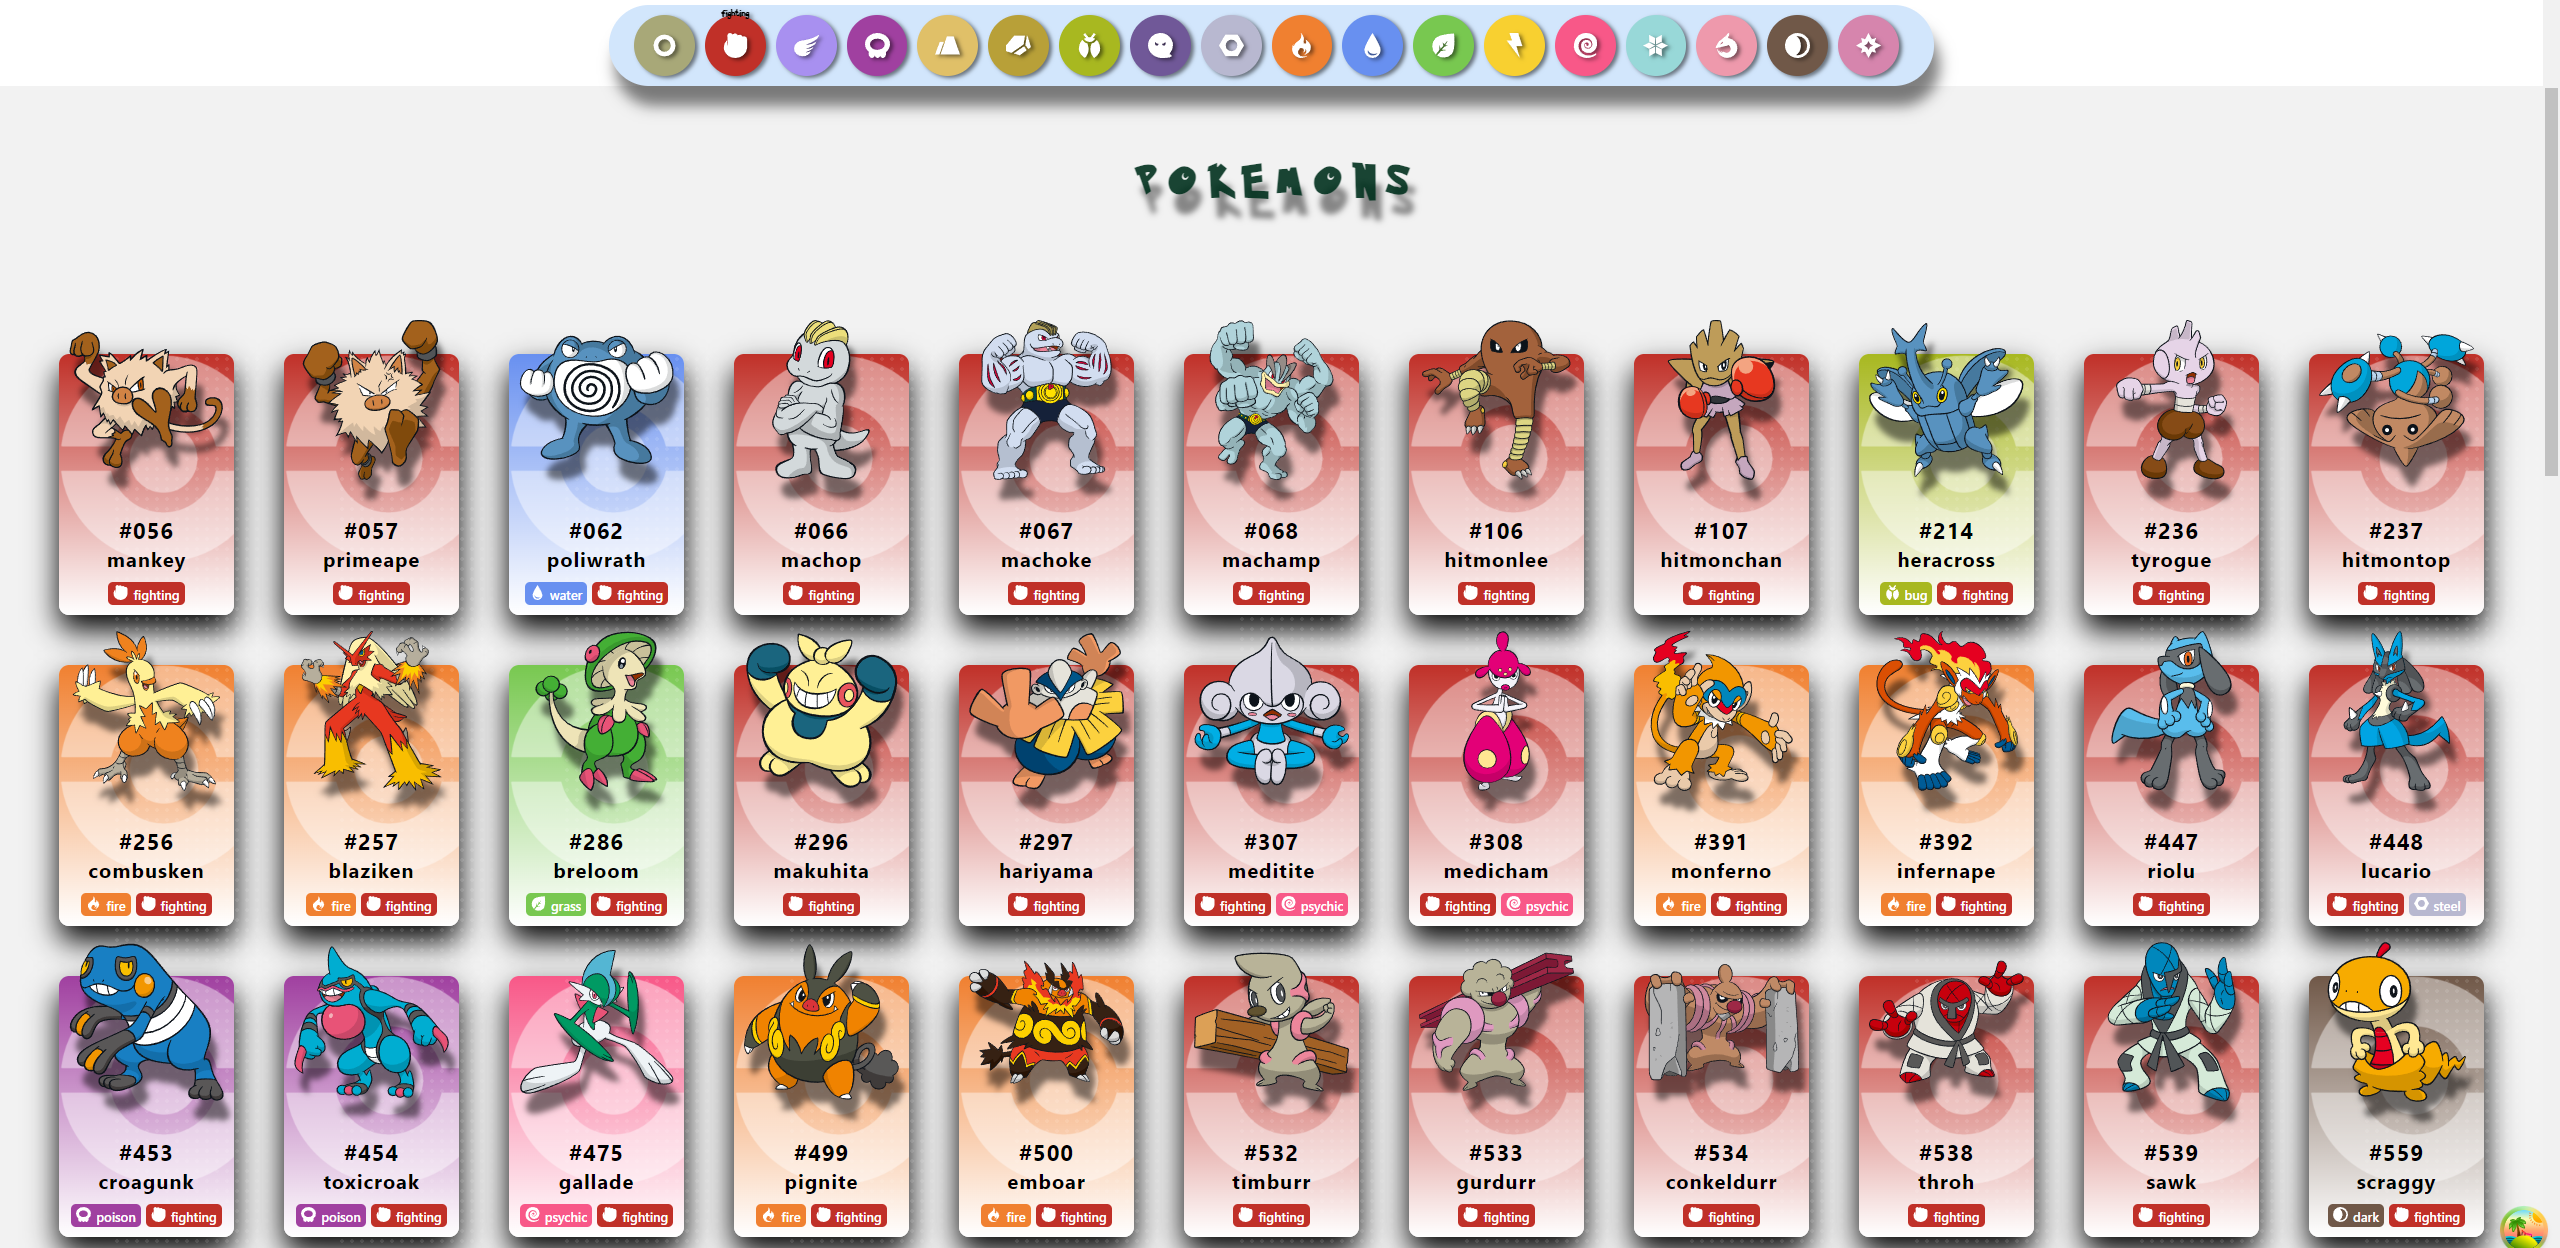 fighting
POKEMONS
#056 #057 #062 #066 #067 #068 #106 #107 #214 #236 #237
mankey primeape poliwrath machop machoke machamp hitmonlee hitmonchan heracross tyrogue hitmontop
fighting fighting water fighting fighting fighting fighting fighting fighting bug fighting fighting fighting
#256 #257 #286 #296 #297 #307 #308 #391 #392 #447 #448
combusken blaziken breloom makuhita hariyama meditite medicham monferno infernape riolu lucario
fire fighting fire fighting grass fighting fighting fighting fighting psychic fighting psychic fire fighting fire fighting fighting fighting steel
#453 #454 #475 #499 #500 #532 #533 #534 #538 #539 #559
croagunk toxicroak gallade pignite emboar timburr gurdurr conkeldurr throh sawk scraggy
poison fighting poison fighting psychic fighting fire fighting fire fighting fighting fighting fighting fighting fighting dark fighting